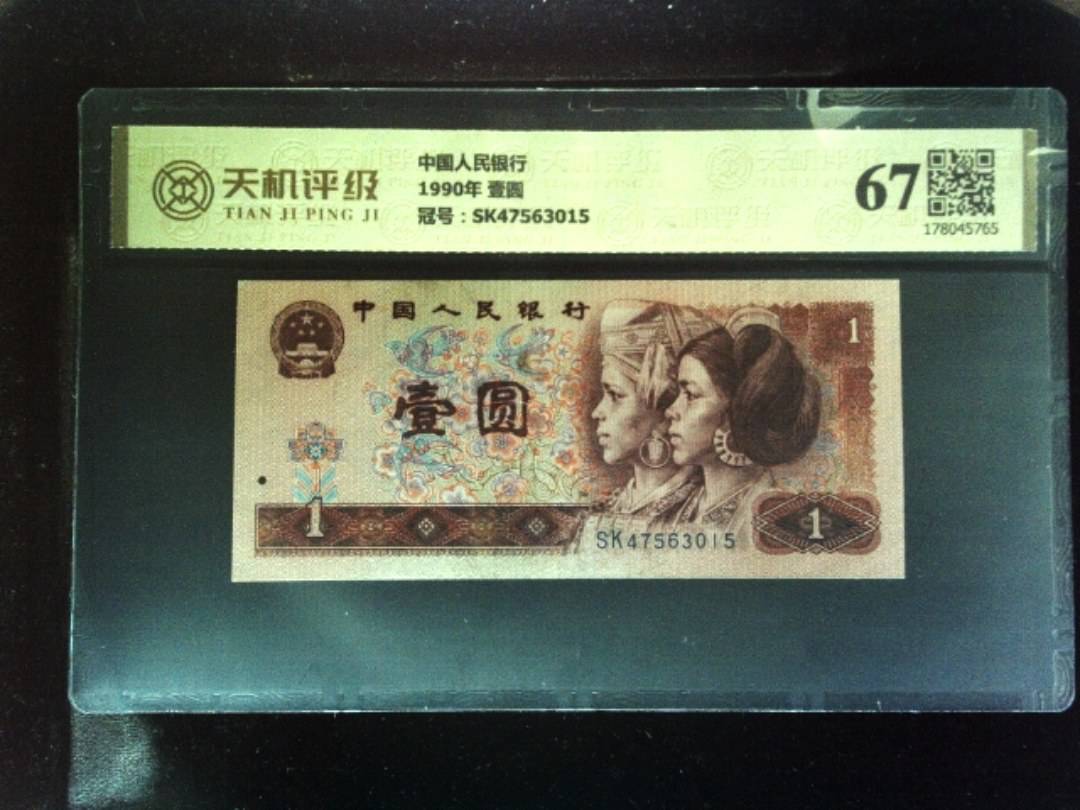 天机评级
TIAN JI PING JI
中国人民银行
1990年 壹圆
冠号：SK47563015
67
178045765
中国人民银行
1
壹圆
1
SK47563015
1